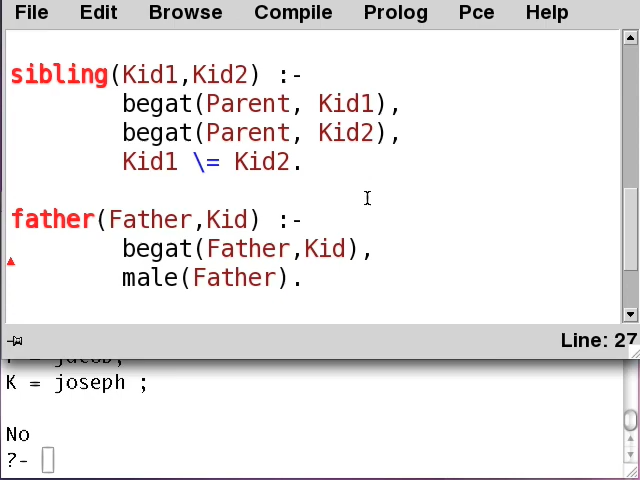 File Edit Browse Compile Prolog Pce Help
sibling(Kid1,Kid2) :-
begat(Parent, Kid1),
begat(Parent, Kid2),
Kid1 \= Kid2.
father(Father,Kid) :-
begat(Father,Kid),
male(Father).
Line: 27
= jacob;
K = joseph ;
No
?-